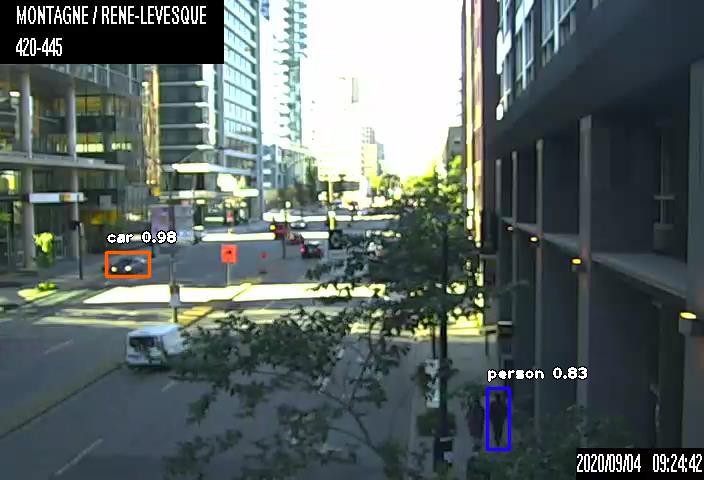 MONTAGNE / RENE-LEVESQUE
420-445
car 0.98
person 0.83
2020/09/04 09:24:42